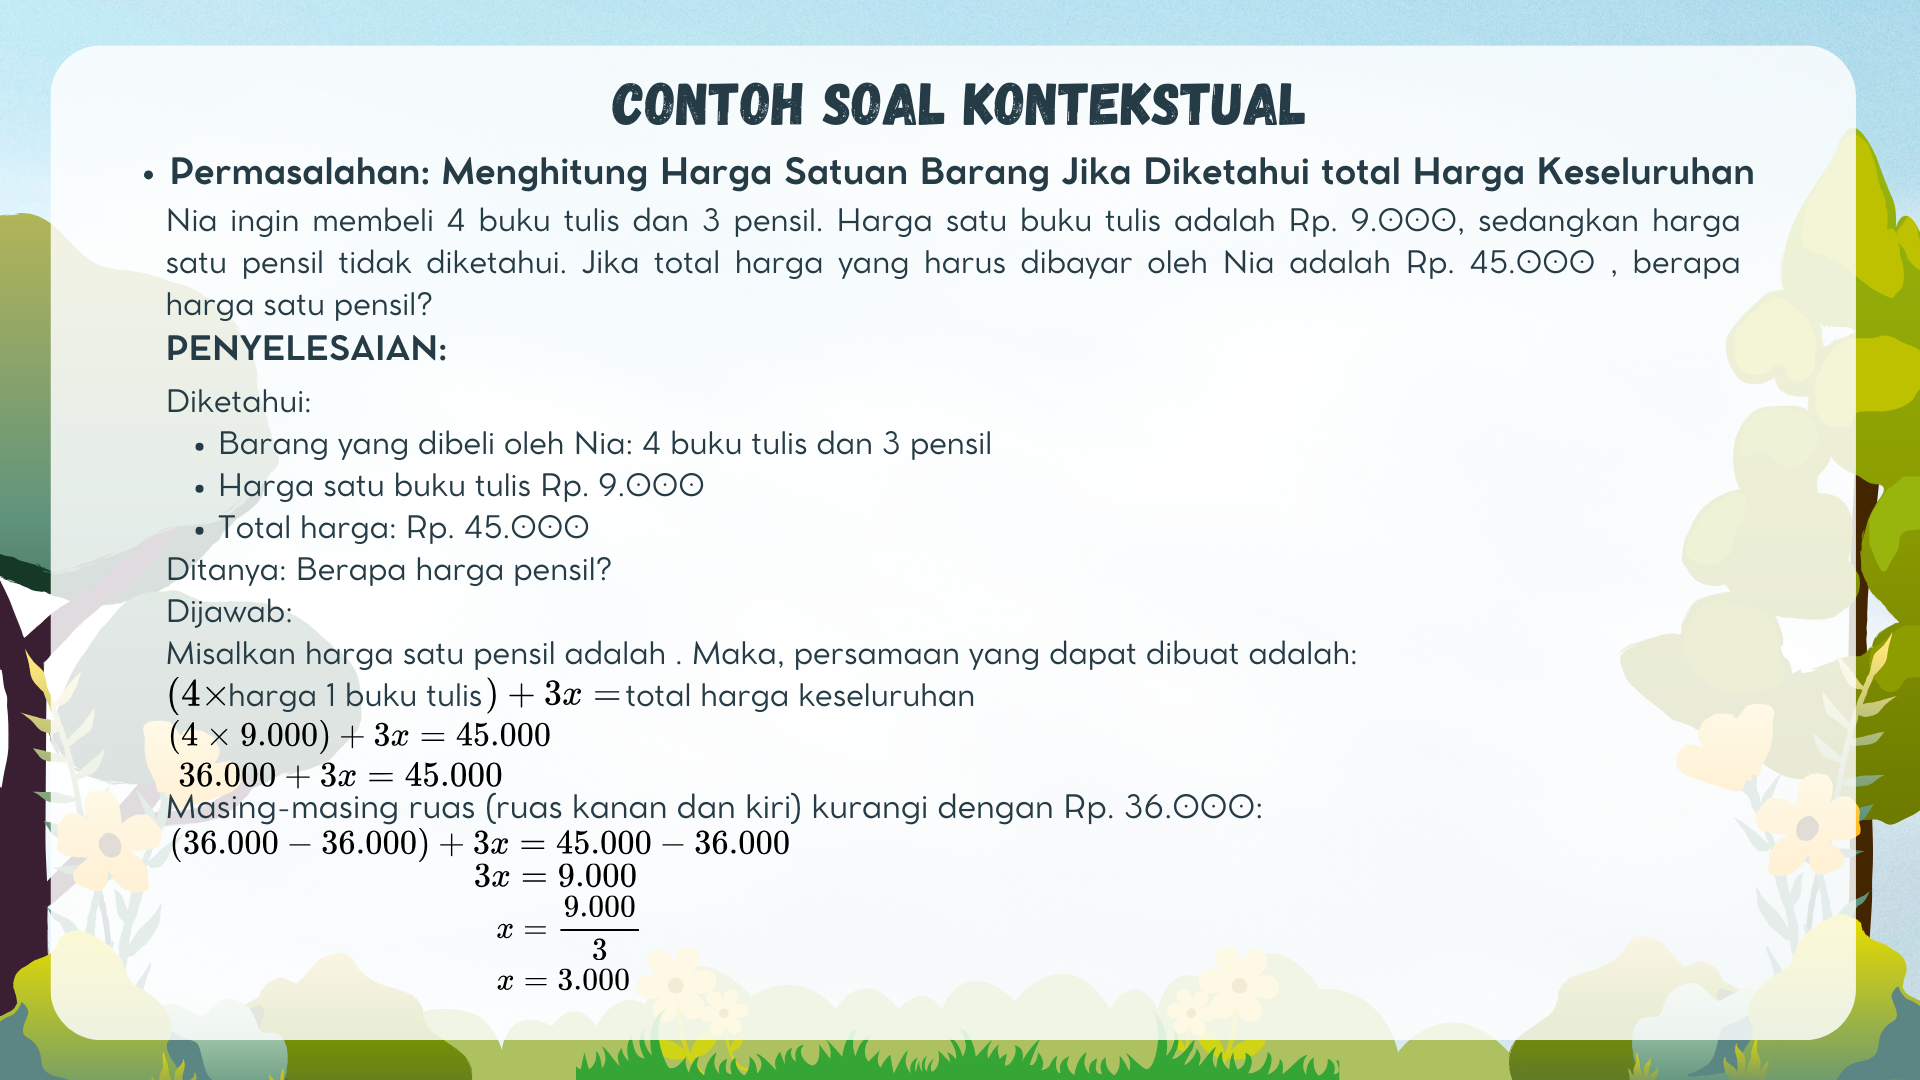 CONTOH SOAL KONTEKSTUAL
• Permasalahan: Menghitung Harga Satuan Barang Jika Diketahui total Harga Keseluruhan
Nia ingin membeli 4 buku tulis dan 3 pensil. Harga satu buku tulis adalah Rp. 9.000, sedangkan harga
satu pensil tidak diketahui. Jika total harga yang harus dibayar oleh Nia adalah Rp. 45.000 , berapa
harga satu pensil?
PENYELESAIAN:
Diketahui:
• Barang yang dibeli oleh Nia: 4 buku tulis dan 3 pensil
• Harga satu buku tulis Rp. 9.000
• Total harga: Rp. 45.000
Ditanya: Berapa harga pensil?
Dijawab:
Misalkan harga satu pensil adalah . Maka, persamaan yang dapat dibuat adalah:
(4×harga 1 buku tulis) + 3x = total harga keseluruhan
(4 × 9.000) + 3x = 45.000
36.000 + 3x = 45.000
Masing-masing ruas (ruas kanan dan kiri) kurangi dengan Rp. 36.000:
(36.000 − 36.000) + 3x = 45.000 − 36.000
3x = 9.000
x = 9.000/3
x = 3.000